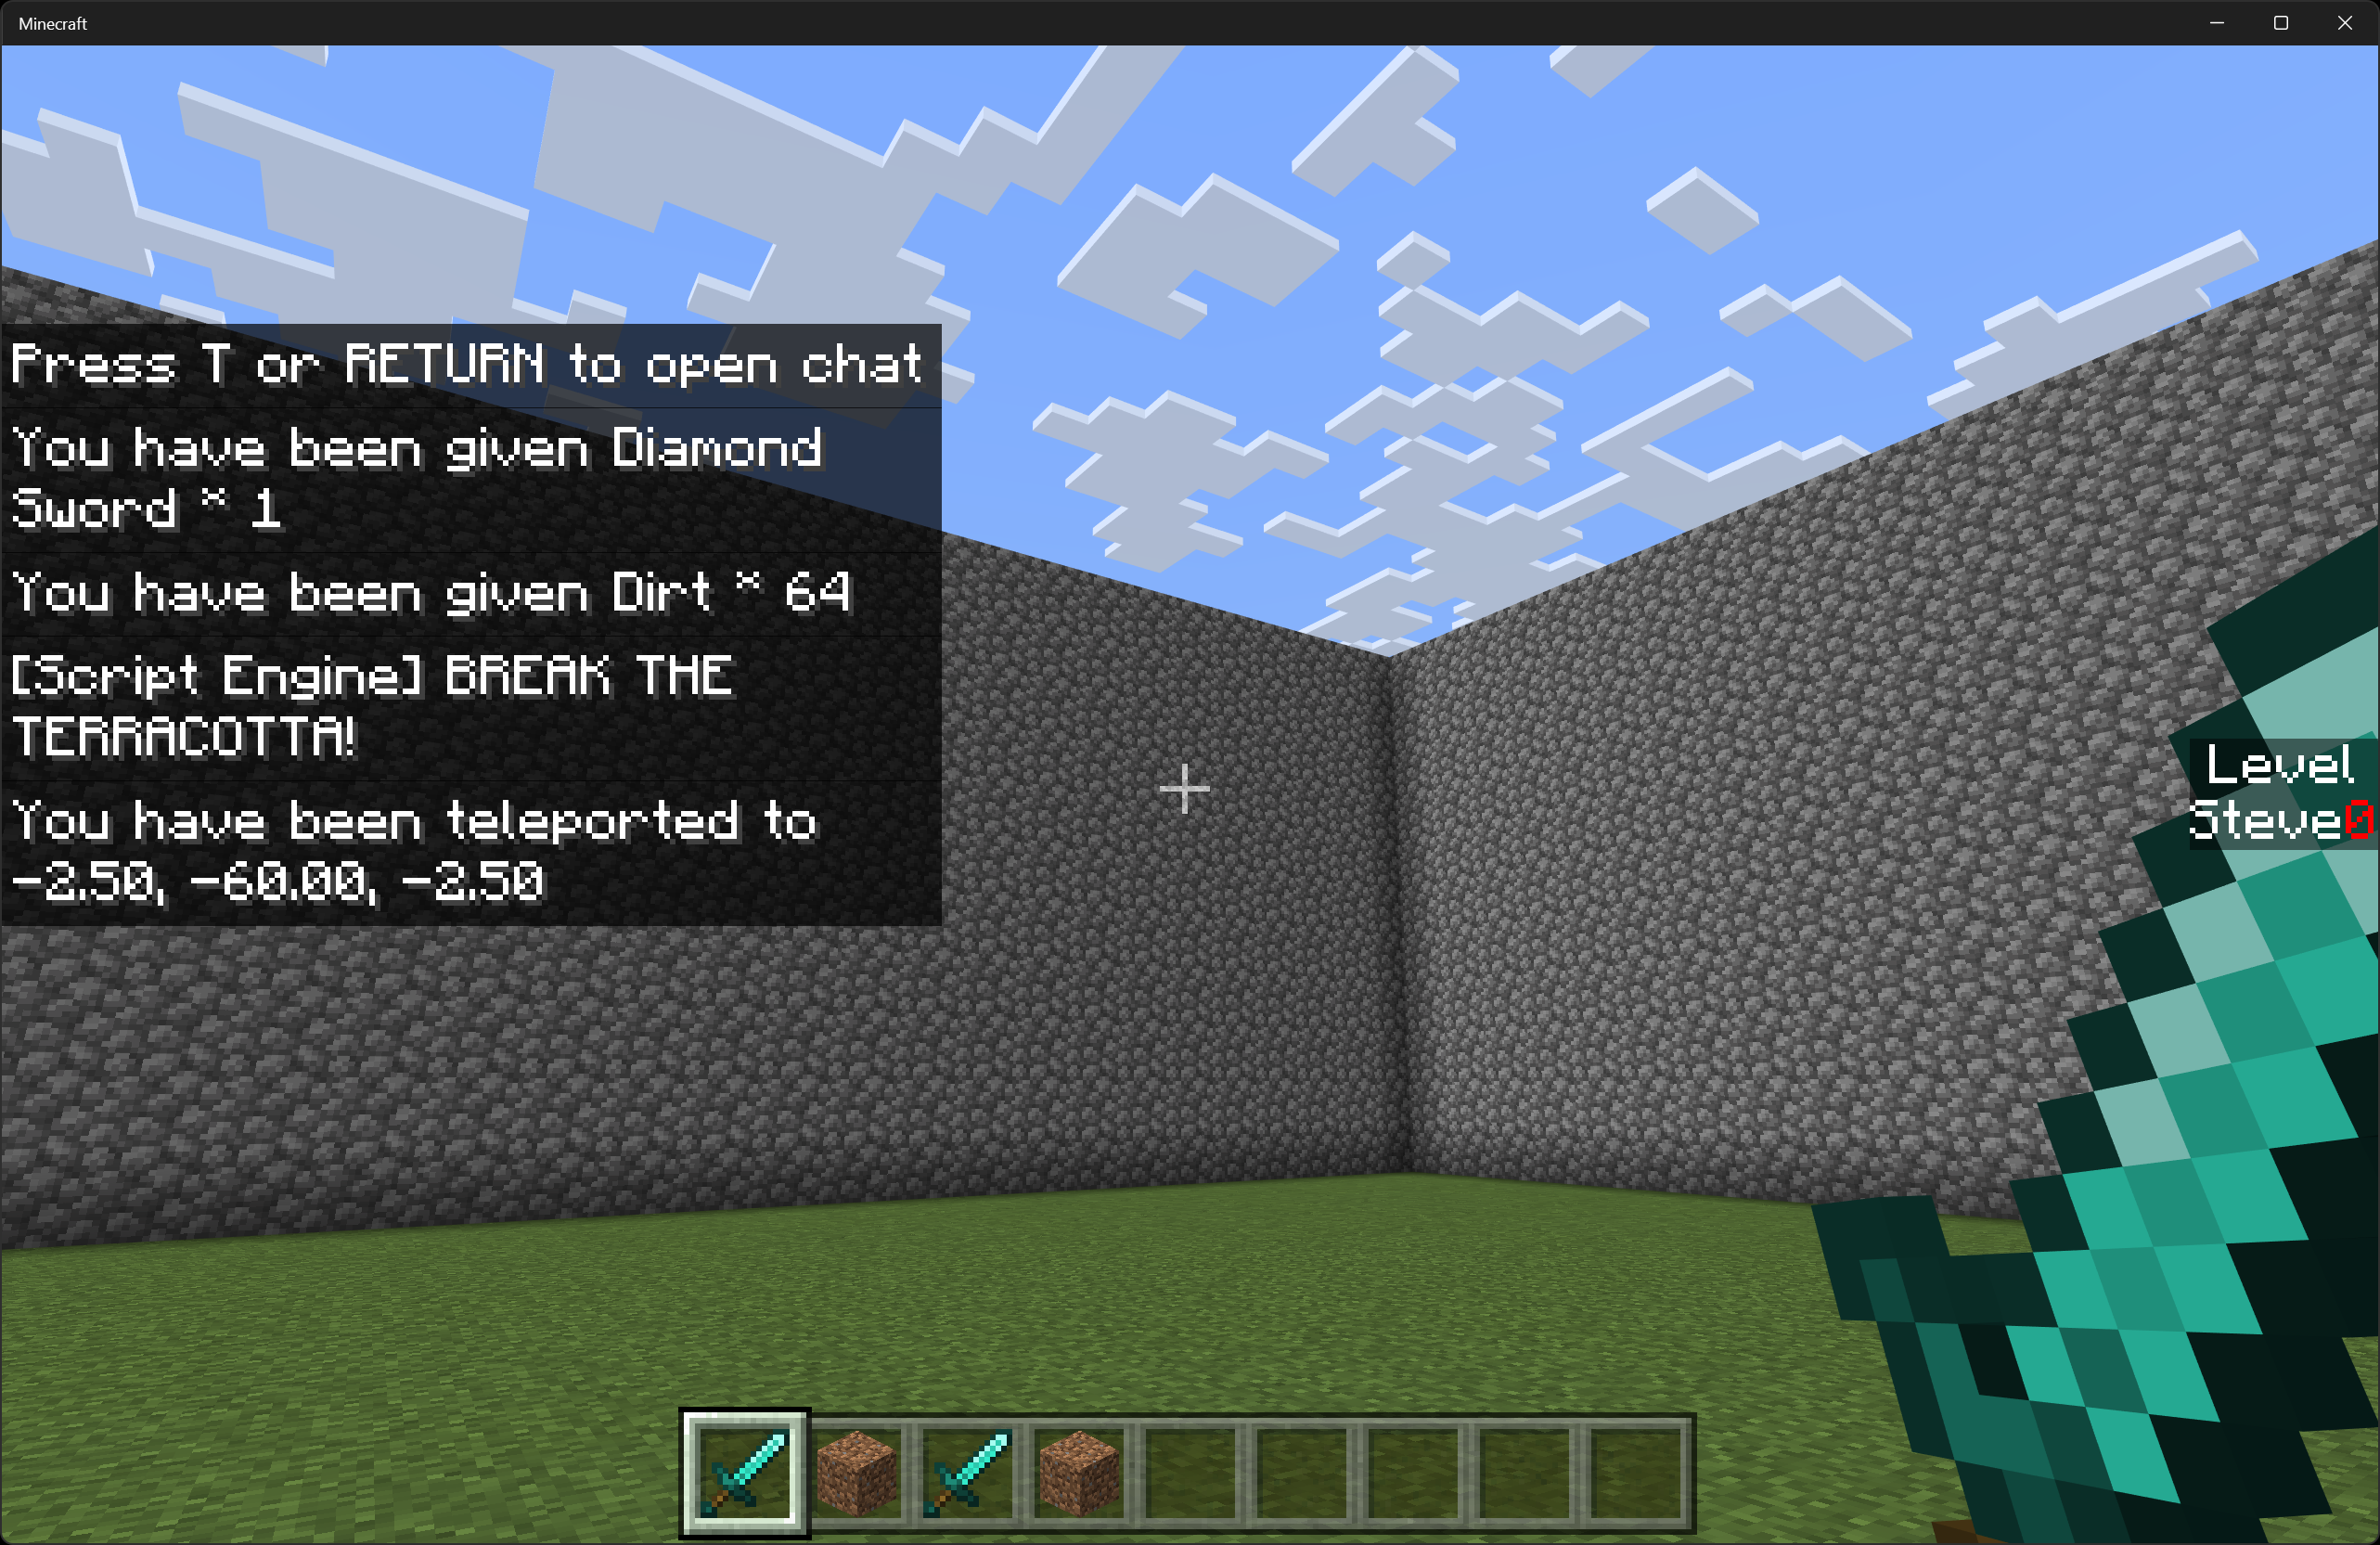 Minecraft
Press T or RETURN to open chat
You have been given Diamond
Sword * 1
You have been given Dirt * 64
[Script Engine] BREAK THE
TERRACOTTA!
You have been teleported to
-2.50, -60.00, -2.50
Level
Steve0